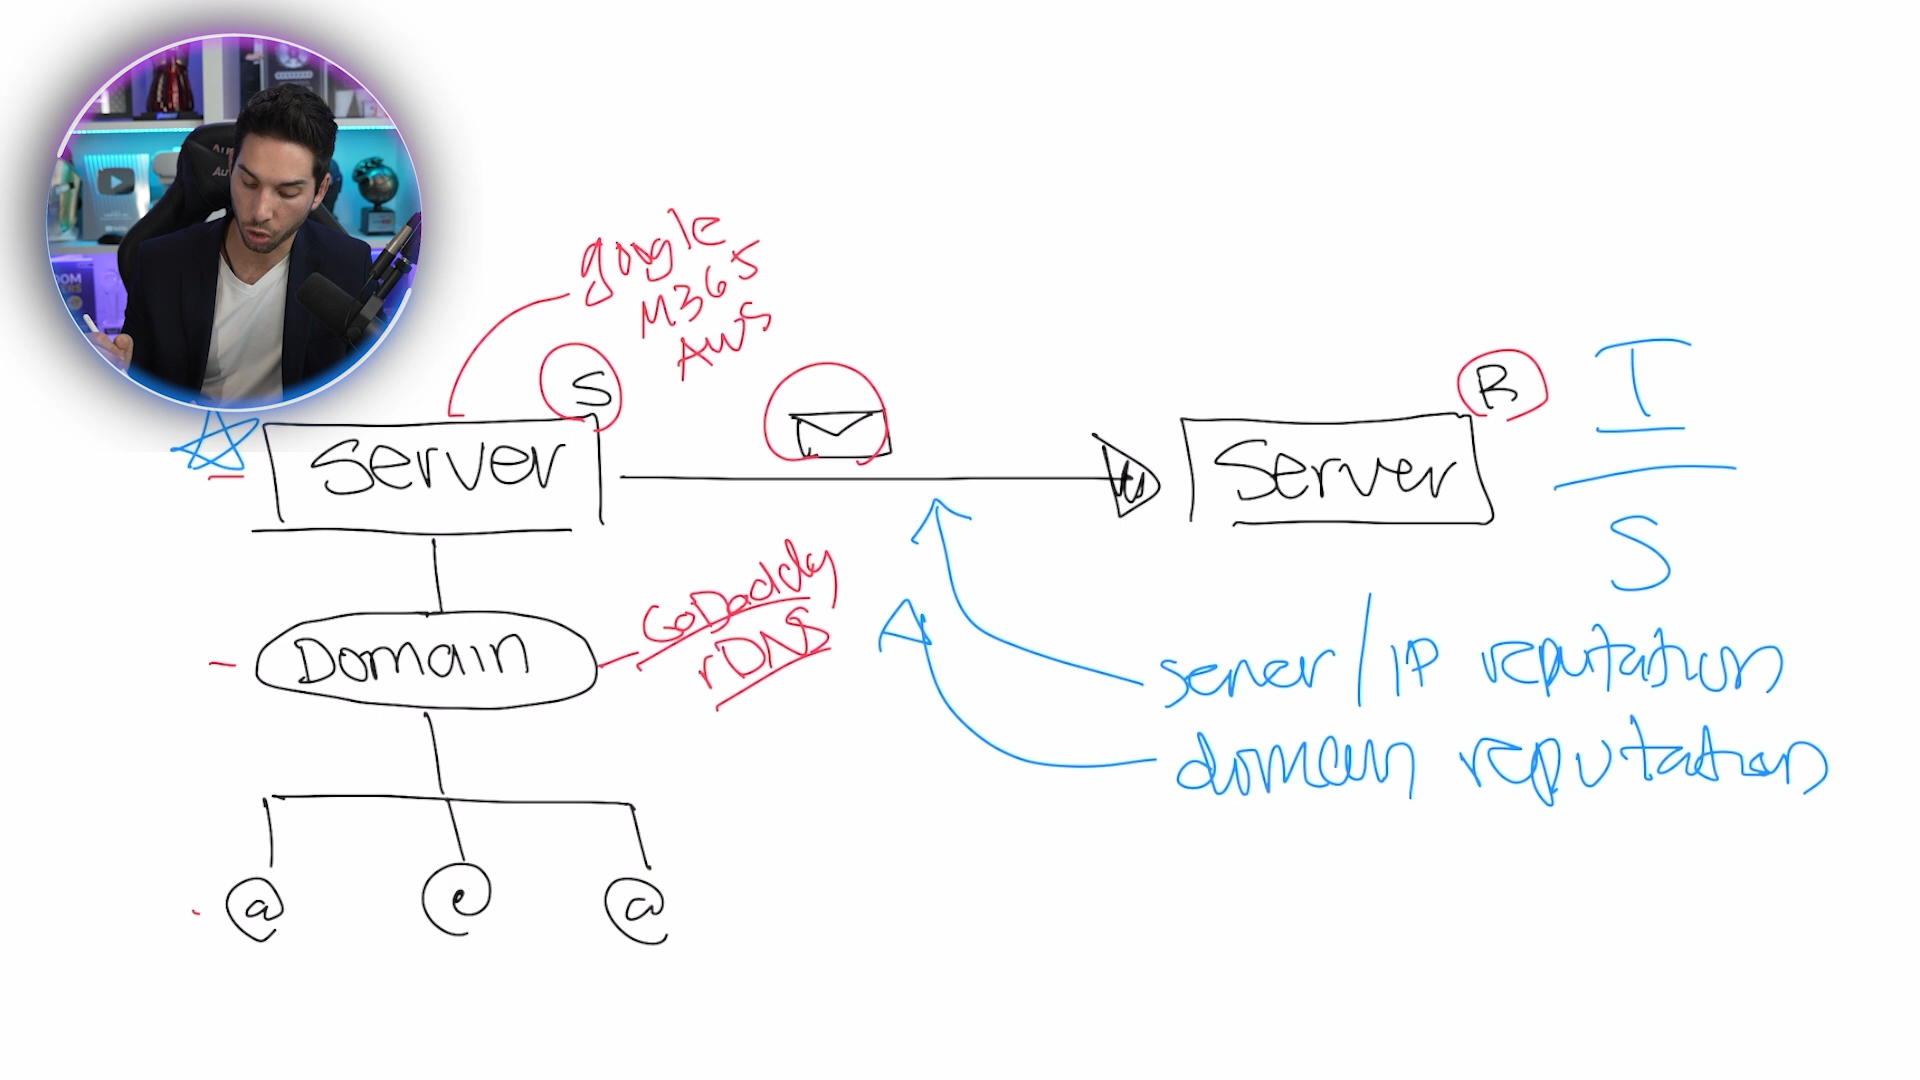 google
M365
AWS
S
R
I
Server
Server
S
GoDaddy
Domain
rDNS
server / IP reputation
domain reputation
@
@
@